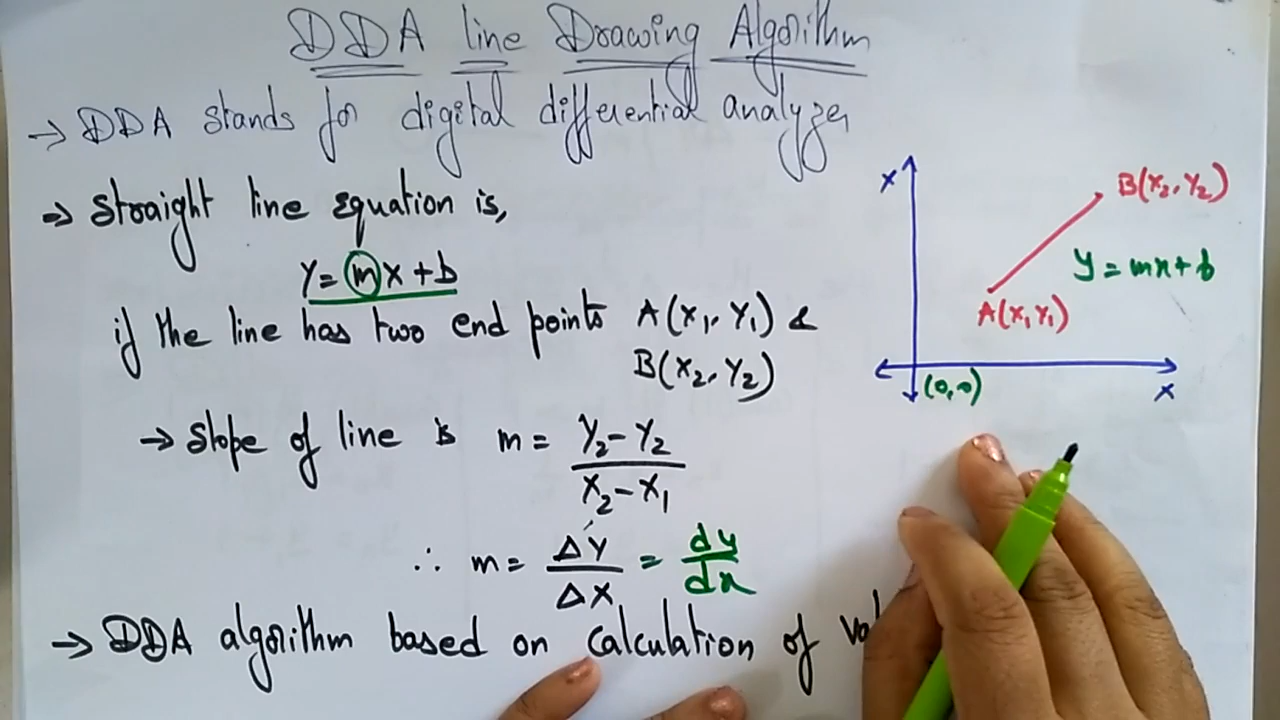 DDA line Drawing Algorithm
→ DDA stands for digital differential analyzer
→ Straight line Equation is,
Y = mX + b
if the line has two end points A(X1, Y1) &
B(X2, Y2)
→ Slope of line is m = Y2 - Y2
X2 - X1
∴ m = ΔY = dy
ΔX dx
→ DDA algorithm based on Calculation of
X
B(X2, Y2)
y = mx + b
A(X1 Y1)
(0,0)
X